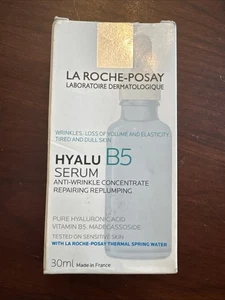 LA ROCHE-POSAY
LABORATOIRE DERMATOLOGIQUE
WRINKLES, LOSS OF VOLUME AND ELASTICITY
TIRED AND DULL SKIN
HYALU B5
SERUM
ANTI-WRINKLE CONCENTRATE
REPAIRING REPLUMPING
PURE HYALURONIC ACID
VITAMIN B5. MADECASSOSIDE
TESTED ON SENSITIVE SKIN
WITH LA ROCHE-POSAY THERMAL SPRING WATER
30ml Made in France